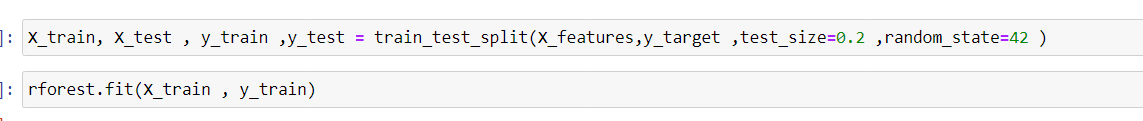 ]: X_train, X_test , y_train ,y_test = train_test_split(X_features,y_target ,test_size=0.2 ,random_state=42 )
]: rforest.fit(X_train , y_train)